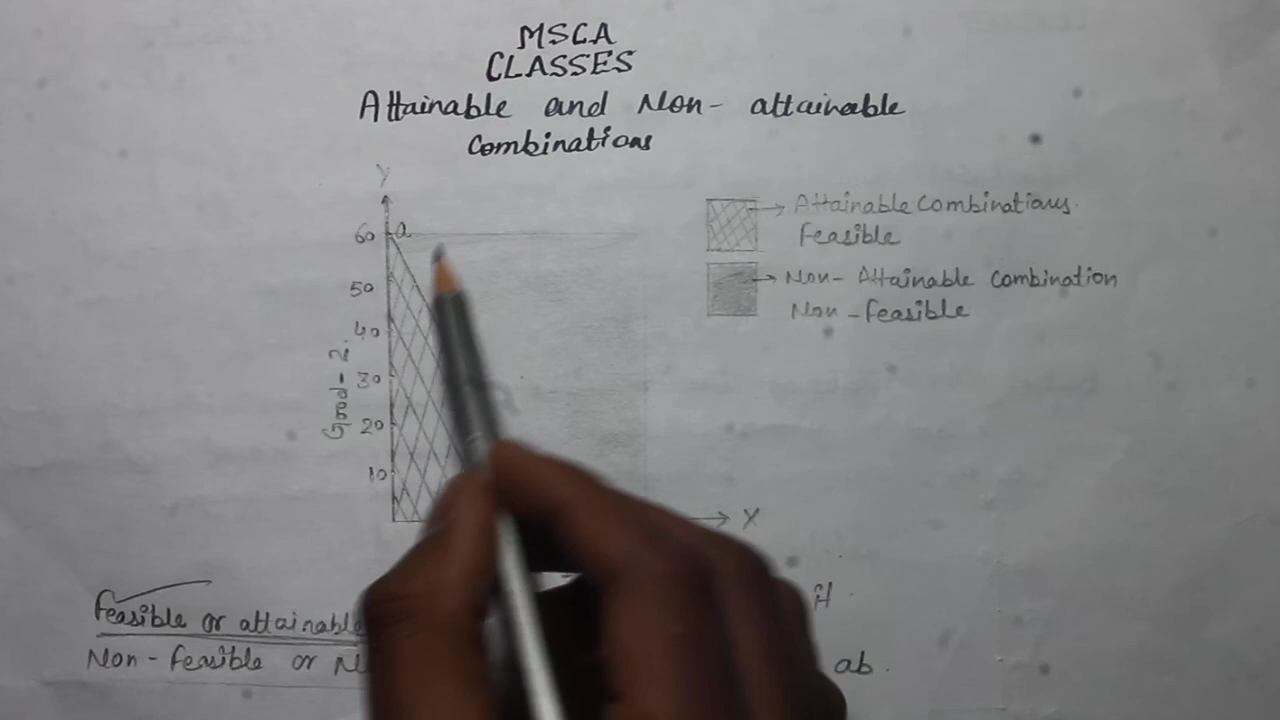 MSCA
CLASSES
Attainable and Non- attainable
Combinations
Y
60 a
50
40
30
20
10
Good-2.
X
Attainable Combinations.
Feasible
Non- Attainable Combination
Non-feasible
Feasible or attainable
Non-feasible or
ab.